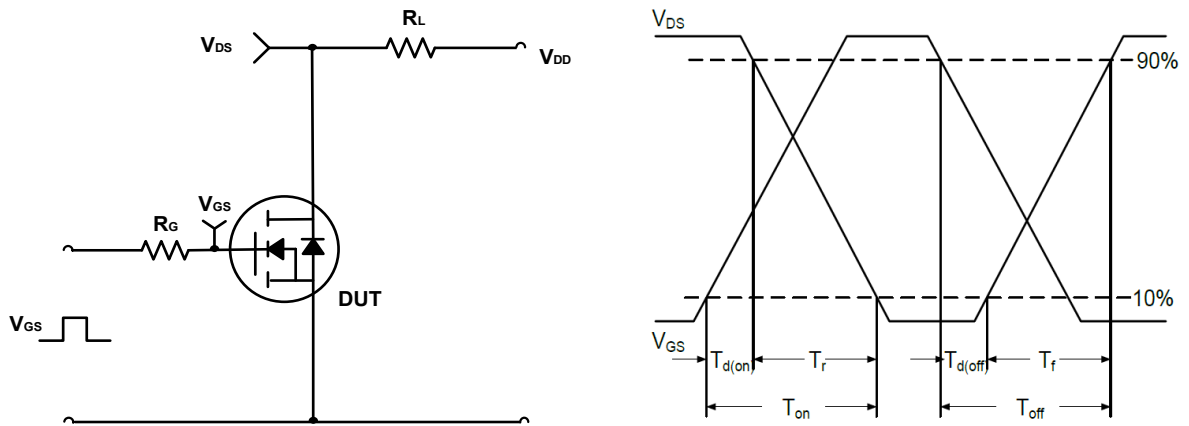 RL
VDS
VDD
VGS
RG
DUT
VGS
VDS
90%
10%
VGS
Td(on)
Tr
Td(off)
Tf
Ton
Toff